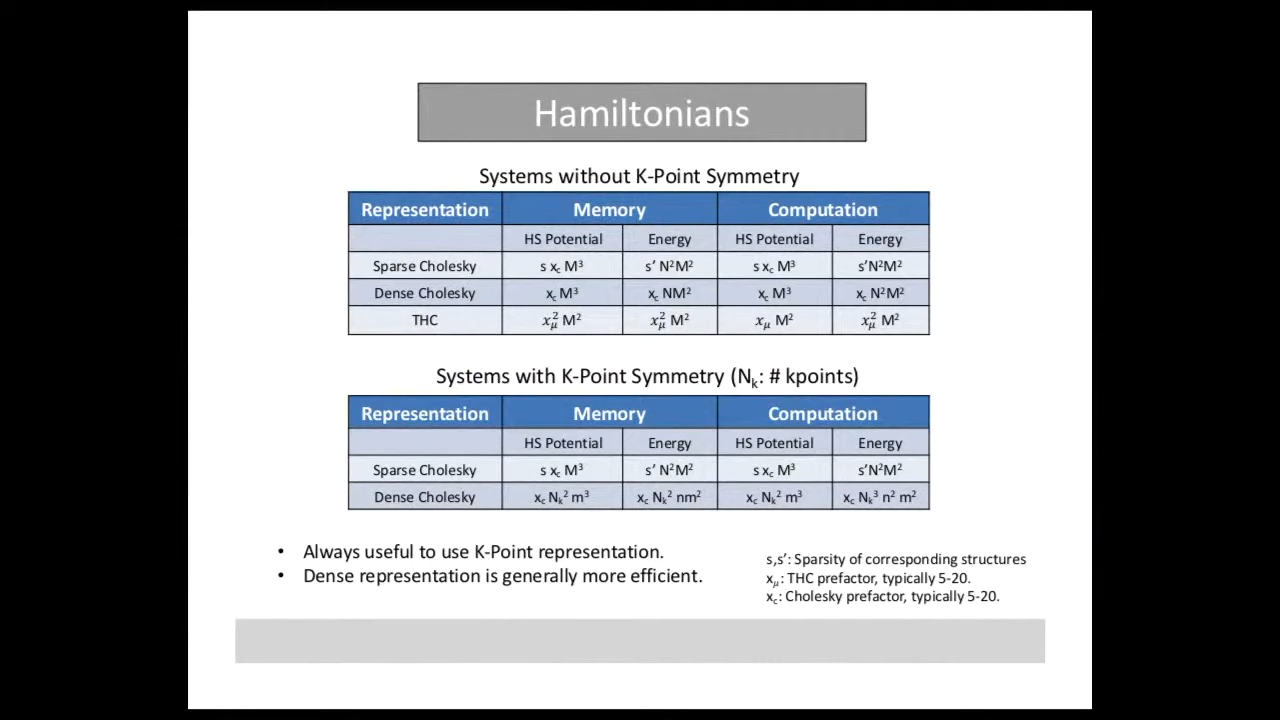 Hamiltonians
Systems without K-Point Symmetry
Representation Memory Computation
HS Potential Energy HS Potential Energy
Sparse Cholesky s x_c M³ s’ N²M² s x_c M³ s’N²M²
Dense Cholesky x_c M³ x_c NM² x_c M³ x_c N²M²
THC x_μ² M² x_μ² M² x_μ M² x_μ² M²
Systems with K-Point Symmetry (N_k: # kpoints)
Representation Memory Computation
HS Potential Energy HS Potential Energy
Sparse Cholesky s x_c M³ s’ N²M² s x_c M³ s’N²M²
Dense Cholesky x_c N_k² m³ x_c N_k² nm² x_c N_k² m³ x_c N_k³ n² m²
• Always useful to use K-Point representation.
• Dense representation is generally more efficient.
s,s’: Sparsity of corresponding structures
x_μ: THC prefactor, typically 5-20.
x_c: Cholesky prefactor, typically 5-20.